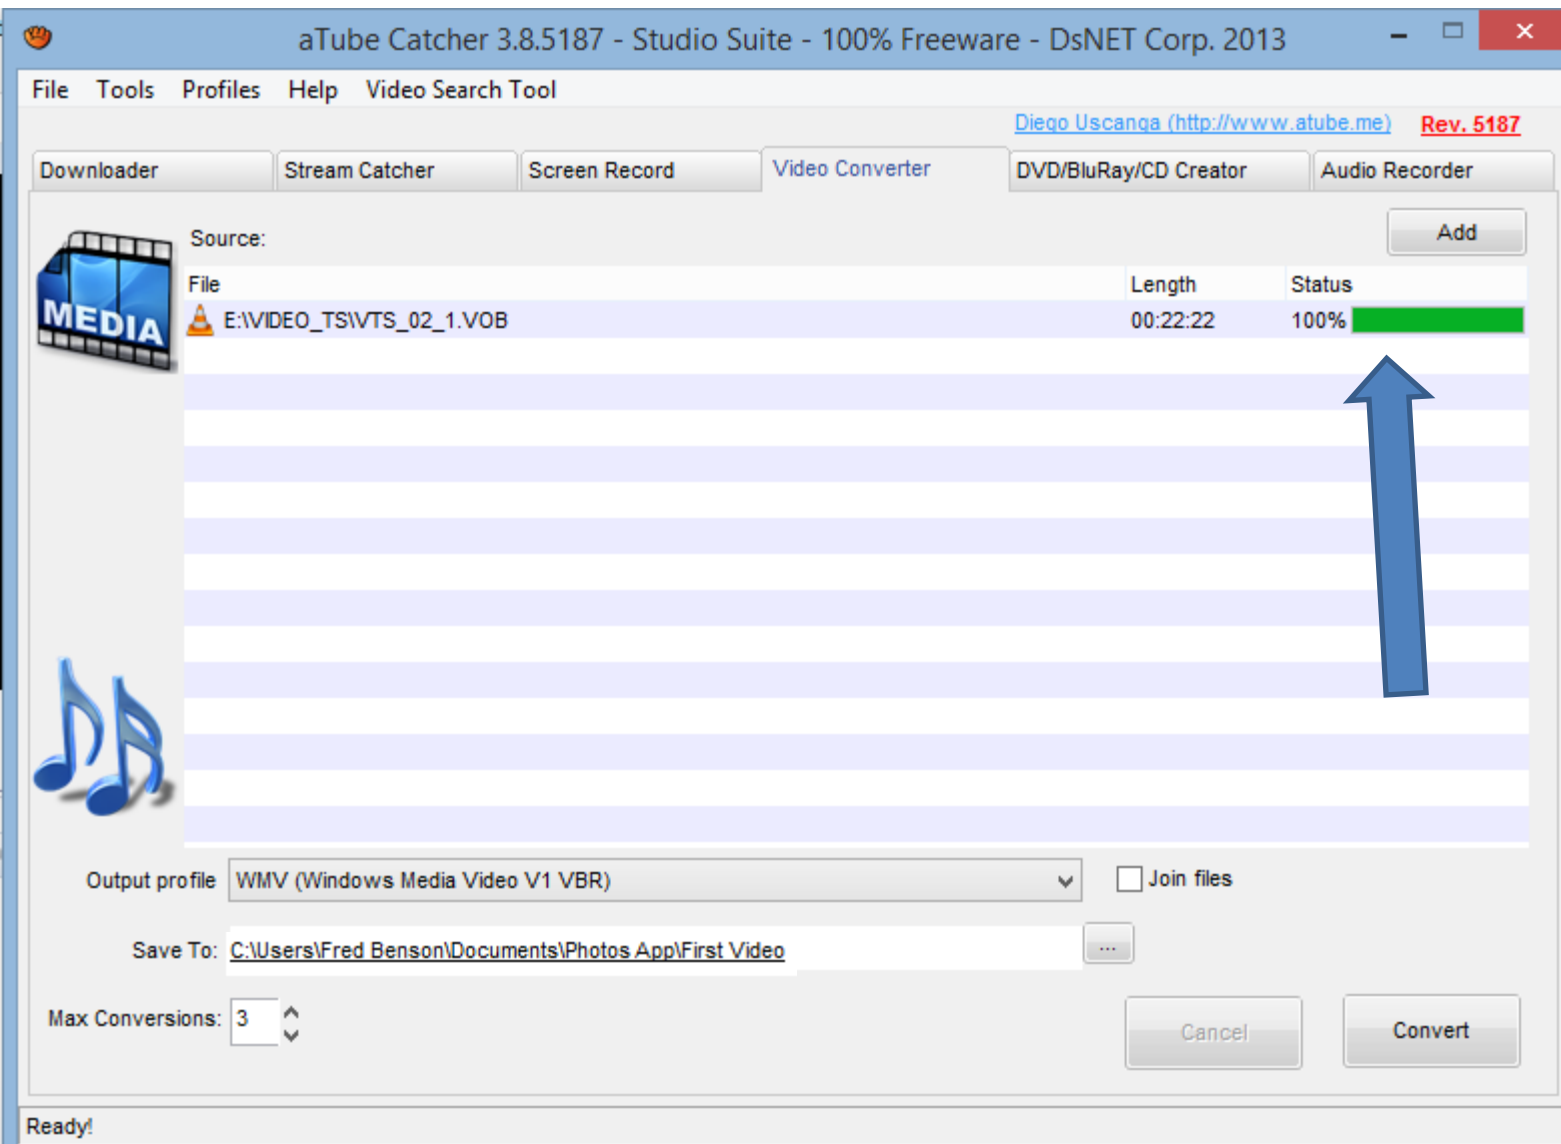 aTube Catcher 3.8.5187 - Studio Suite - 100% Freeware - DsNET Corp. 2013
File Tools Profiles Help Video Search Tool
Diego Uscanga (http://www.atube.me) Rev. 5187
Downloader Stream Catcher Screen Record Video Converter DVD/BluRay/CD Creator Audio Recorder
Source: Add
File Length Status
MEDIA
E:\VIDEO_TS\VTS_02_1.VOB 00:22:22 100%
Output profile WMV (Windows Media Video V1 VBR) Join files
Save To: C:\Users\Fred Benson\Documents\Photos App\First Video ...
Max Conversions: 3
Cancel Convert
Ready!